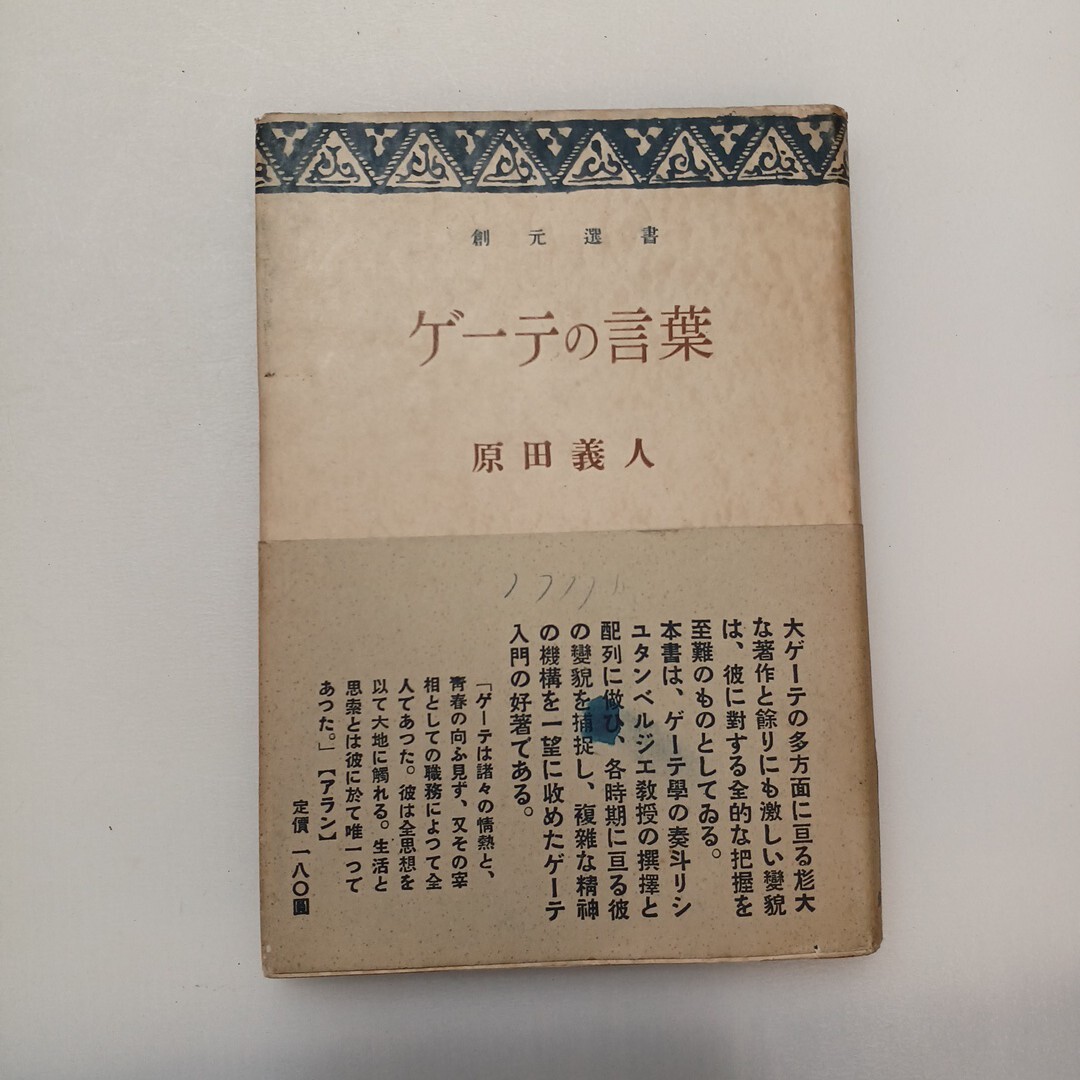 創元選書
ゲーテの言葉
原田義人
大ゲーテの多方面に亘る尨大
な著作と餘りにも激しい變貌
は、彼に對する全的な把握を
至難のものとしてゐる。
本書は、ゲーテ學の奏斗リシ
ユタンベルジエ敎授の撰擇と
配列に倣ひ、各時期に亘る彼
の變貌を捕捉し、複雜な精神
の機構を一望に收めたゲーテ
入門の好著である。
「ゲーテは諸々の情熱と、
靑春の向ふ見ず、又その宰
相としての職務によつて全
人であつた。彼は全思想を
以て大地に觸れる。生活と
思索とは彼に於て唯一つで
あつた。」【アラン】
定價 一八〇圓